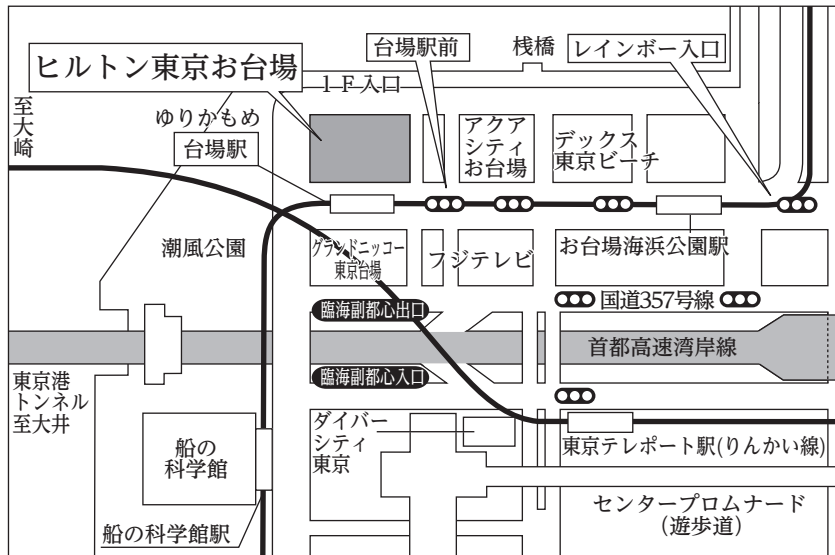 ヒルトン東京お台場
台場駅前
桟橋
レインボー入口
1F入口
至大崎
ゆりかもめ
台場駅
アクア
シティ
お台場
デックス
東京ビーチ
潮風公園
グランドニッコー
東京台場
フジテレビ
お台場海浜公園駅
臨海副都心出口
国道357号線
首都高速湾岸線
臨海副都心入口
東京港
トンネル
至大井
船の
科学館
ダイバー
シティ
東京
東京テレポート駅(りんかい線)
センタープロムナード
(遊歩道)
船の科学館駅